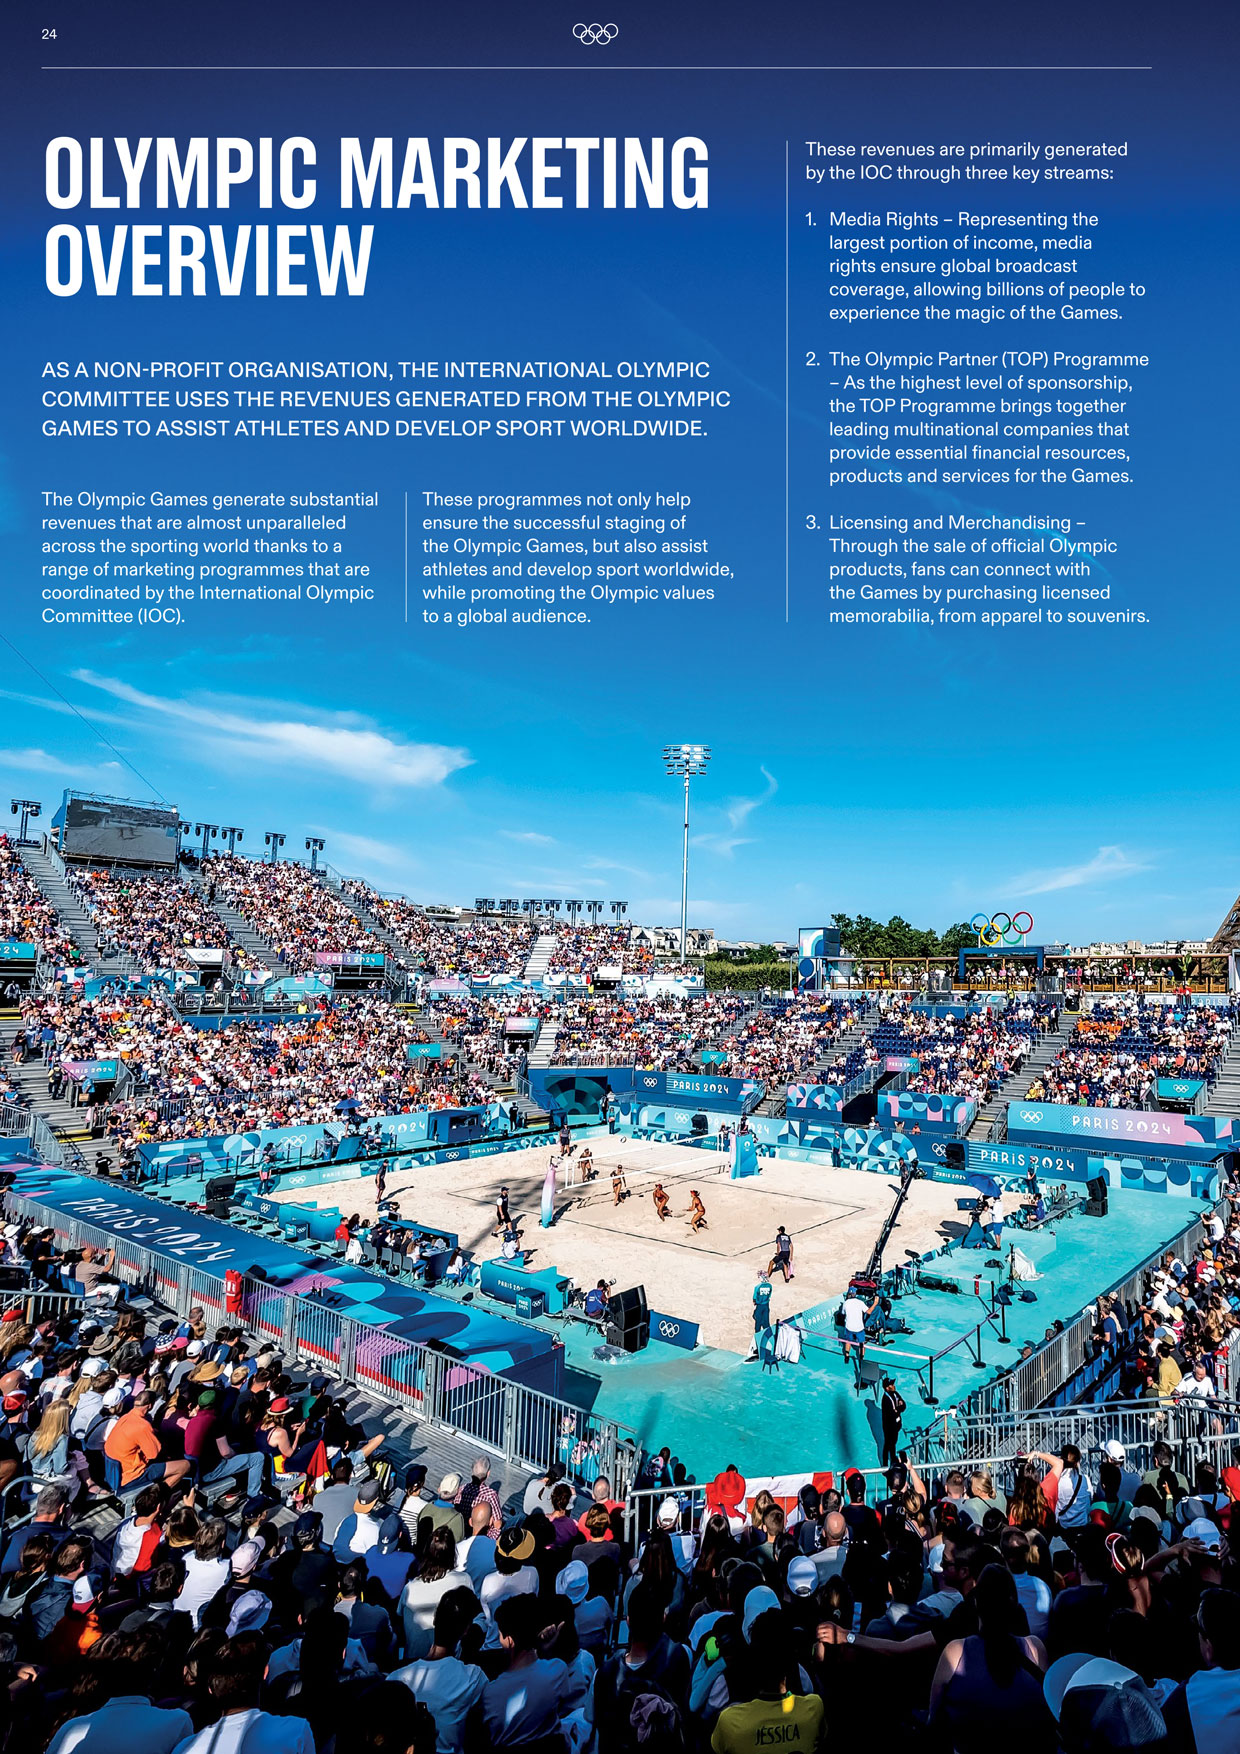 24
OLYMPIC MARKETING
OVERVIEW
AS A NON-PROFIT ORGANISATION, THE INTERNATIONAL OLYMPIC
COMMITTEE USES THE REVENUES GENERATED FROM THE OLYMPIC
GAMES TO ASSIST ATHLETES AND DEVELOP SPORT WORLDWIDE.
The Olympic Games generate substantial
revenues that are almost unparalleled
across the sporting world thanks to a
range of marketing programmes that are
coordinated by the International Olympic
Committee (IOC).
These programmes not only help
ensure the successful staging of
the Olympic Games, but also assist
athletes and develop sport worldwide,
while promoting the Olympic values
to a global audience.
These revenues are primarily generated
by the IOC through three key streams:
1. Media Rights – Representing the
largest portion of income, media
rights ensure global broadcast
coverage, allowing billions of people to
experience the magic of the Games.
2. The Olympic Partner (TOP) Programme
– As the highest level of sponsorship,
the TOP Programme brings together
leading multinational companies that
provide essential financial resources,
products and services for the Games.
3. Licensing and Merchandising –
Through the sale of official Olympic
products, fans can connect with
the Games by purchasing licensed
memorabilia, from apparel to souvenirs.
24
PARIS 2024
PARIS
PARIS 2024
PARIS 2024
PARIS 2024
PARIS 2024
PARIS 2024
JÉSSICA